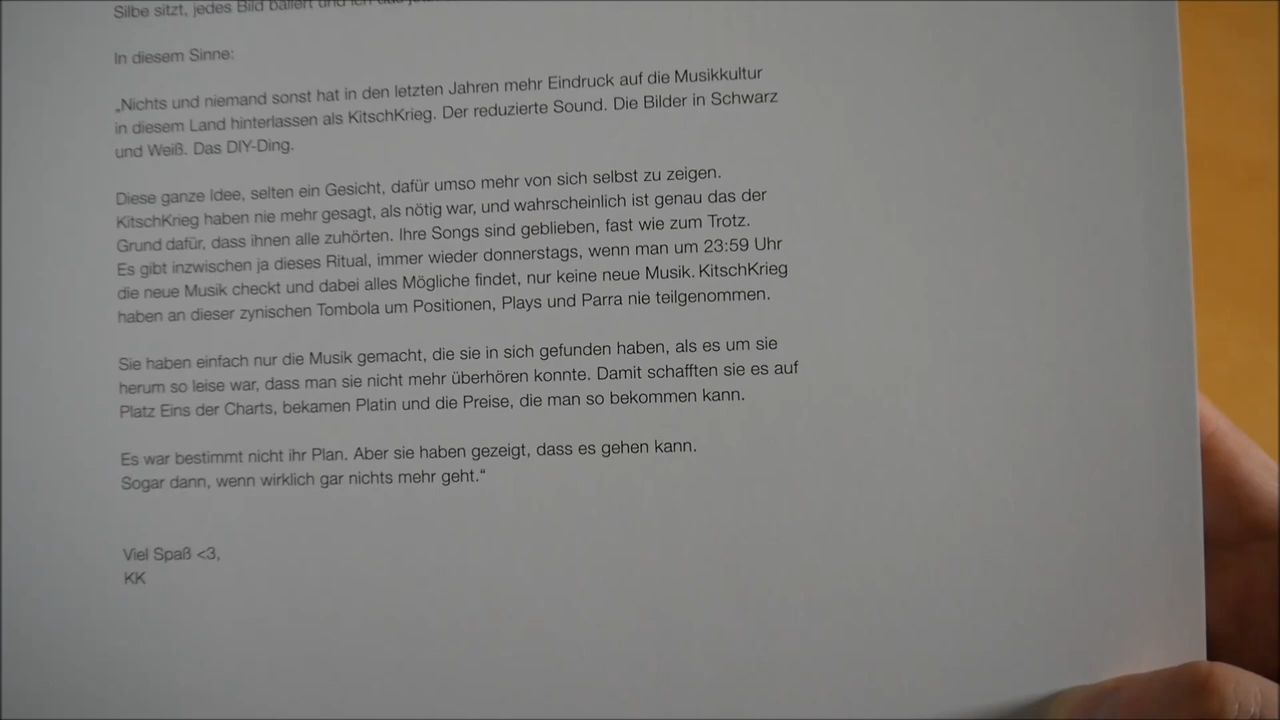 Silbe sitzt, jedes Bild ballert und ich
In diesem Sinne:
„Nichts und niemand sonst hat in den letzten Jahren mehr Eindruck auf die Musikkultur
in diesem Land hinterlassen als KitschKrieg. Der reduzierte Sound. Die Bilder in Schwarz
und Weiß. Das DIY-Ding.
Diese ganze Idee, selten ein Gesicht, dafür umso mehr von sich selbst zu zeigen.
KitschKrieg haben nie mehr gesagt, als nötig war, und wahrscheinlich ist genau das der
Grund dafür, dass ihnen alle zuhörten. Ihre Songs sind geblieben, fast wie zum Trotz.
Es gibt inzwischen ja dieses Ritual, immer wieder donnerstags, wenn man um 23:59 Uhr
die neue Musik checkt und dabei alles Mögliche findet, nur keine neue Musik. KitschKrieg
haben an dieser zynischen Tombola um Positionen, Plays und Parra nie teilgenommen.
Sie haben einfach nur die Musik gemacht, die sie in sich gefunden haben, als es um sie
herum so leise war, dass man sie nicht mehr überhören konnte. Damit schafften sie es auf
Platz Eins der Charts, bekamen Platin und die Preise, die man so bekommen kann.
Es war bestimmt nicht ihr Plan. Aber sie haben gezeigt, dass es gehen kann.
Sogar dann, wenn wirklich gar nichts mehr geht.“
Viel Spaß <3,
KK